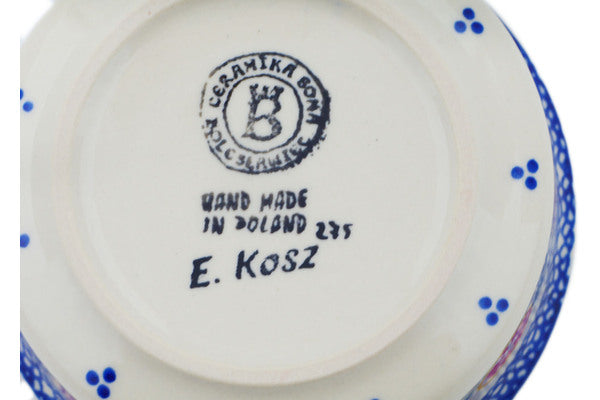 CERAMIKA BONA
BOLESŁAWIEC
B
HAND MADE
IN POLAND 275
E. KOSZ